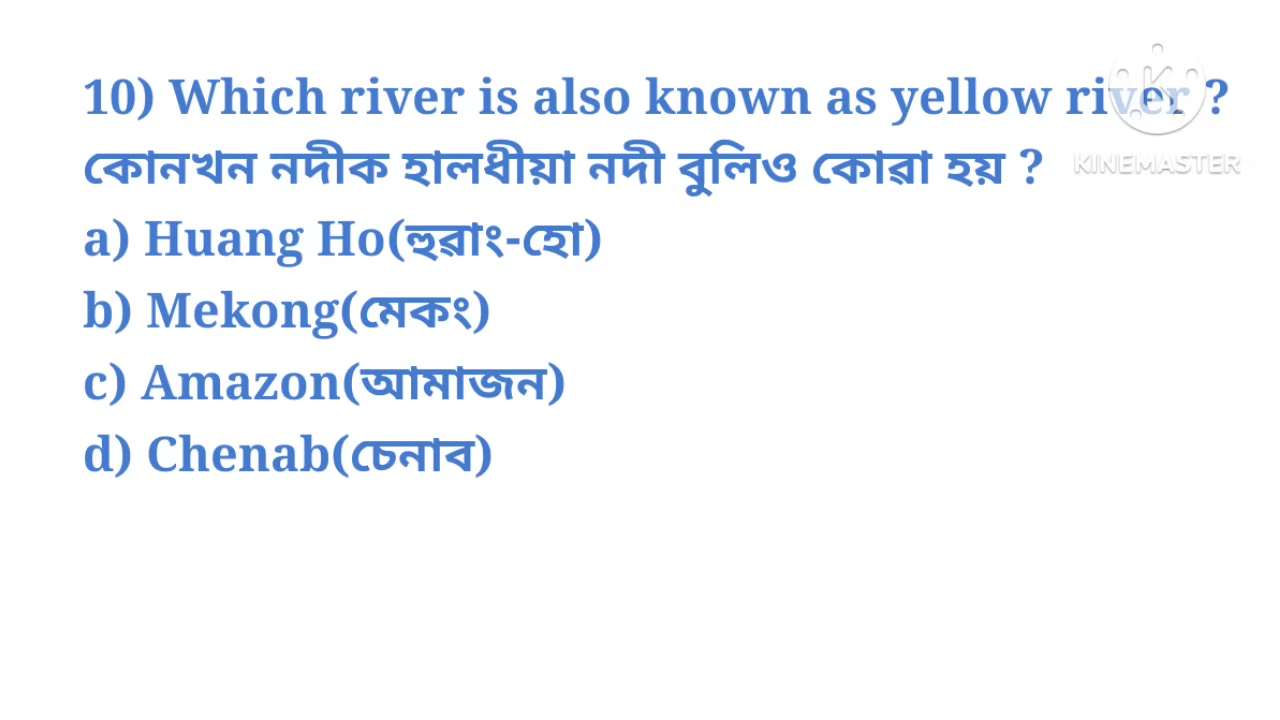 10) Which river is also known as yellow river ?
কোনখন নদীক হালধীয়া নদী বুলিও কোৱা হয় ?
a) Huang Ho(হুৱাং-হো)
b) Mekong(মেকং)
c) Amazon(আমাজন)
d) Chenab(চেনাব)
KINEMASTER